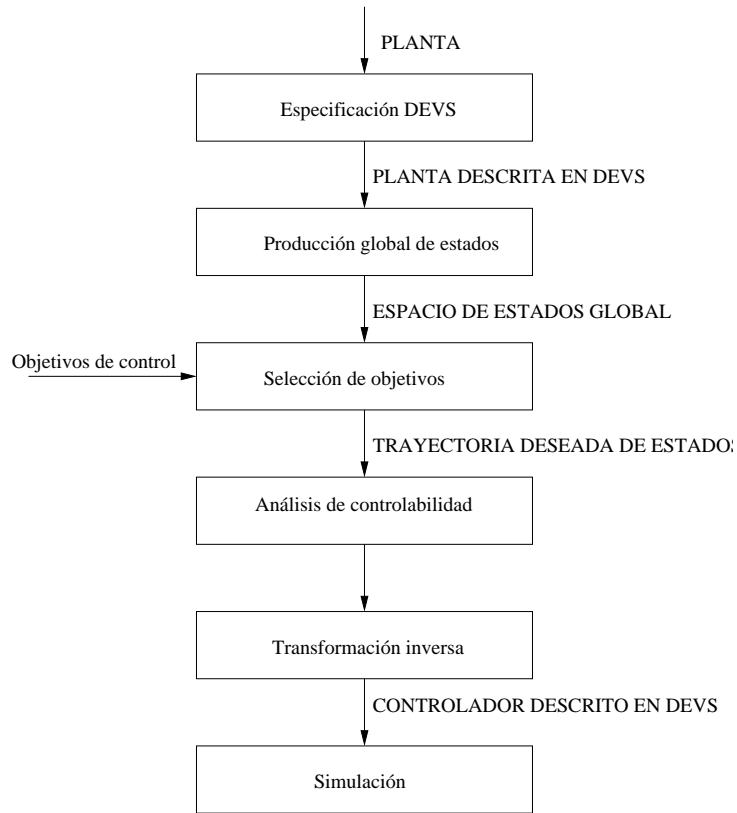 PLANTA
Especificación DEVS
PLANTA DESCRITA EN DEVS
Producción global de estados
ESPACIO DE ESTADOS GLOBAL
Objetivos de control
Selección de objetivos
TRAYECTORIA DESEADA DE ESTADOS
Análisis de controlabilidad
Transformación inversa
CONTROLADOR DESCRITO EN DEVS
Simulación